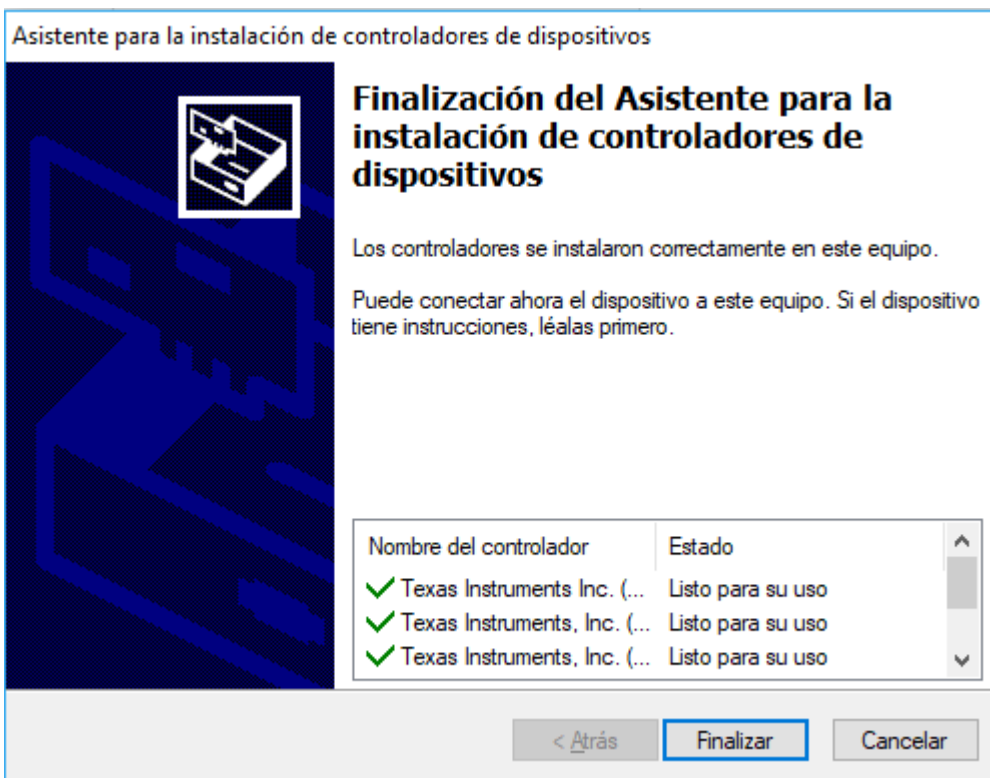 Asistente para la instalación de controladores de dispositivos
Finalización del Asistente para la
instalación de controladores de
dispositivos
Los controladores se instalaron correctamente en este equipo.
Puede conectar ahora el dispositivo a este equipo. Si el dispositivo
tiene instrucciones, léalas primero.
Nombre del controlador Estado
Texas Instruments Inc. (... Listo para su uso
Texas Instruments, Inc. (... Listo para su uso
Texas Instruments, Inc. (... Listo para su uso
< Atrás Finalizar Cancelar